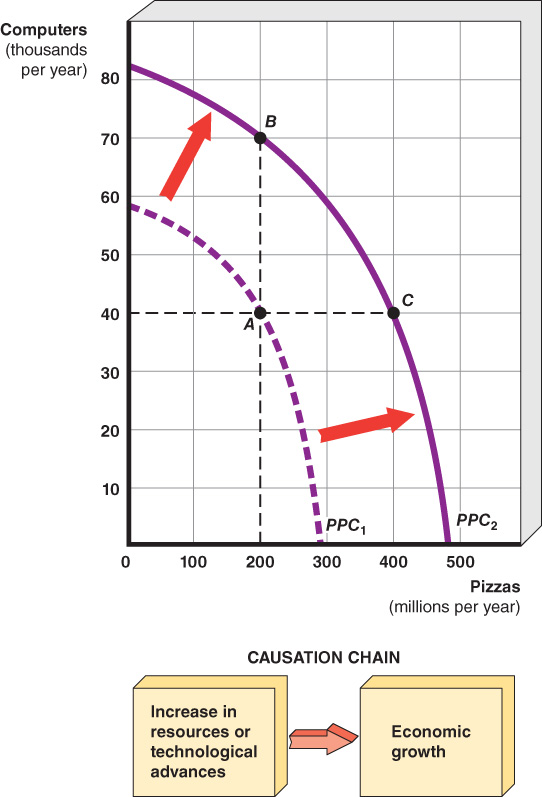 Computers
(thousands
per year)
80
70
60
50
40
30
20
10
B
C
A
PPC₁
PPC₂
0 100 200 300 400 500
Pizzas
(millions per year)
CAUSATION CHAIN
Increase in
resources or
technological
advances
Economic
growth